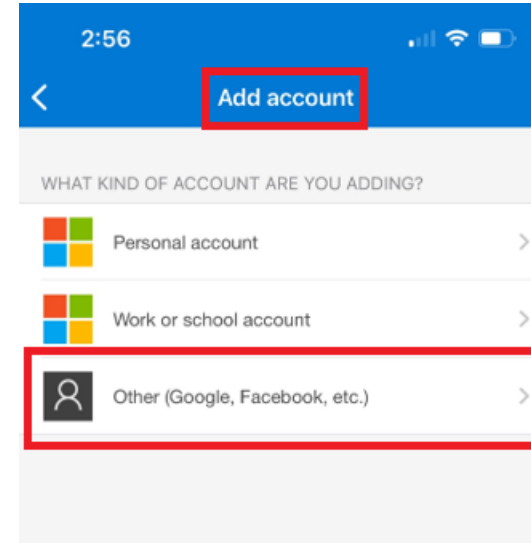 2:56
Add account
WHAT KIND OF ACCOUNT ARE YOU ADDING?
Personal account
Work or school account
Other (Google, Facebook, etc.)